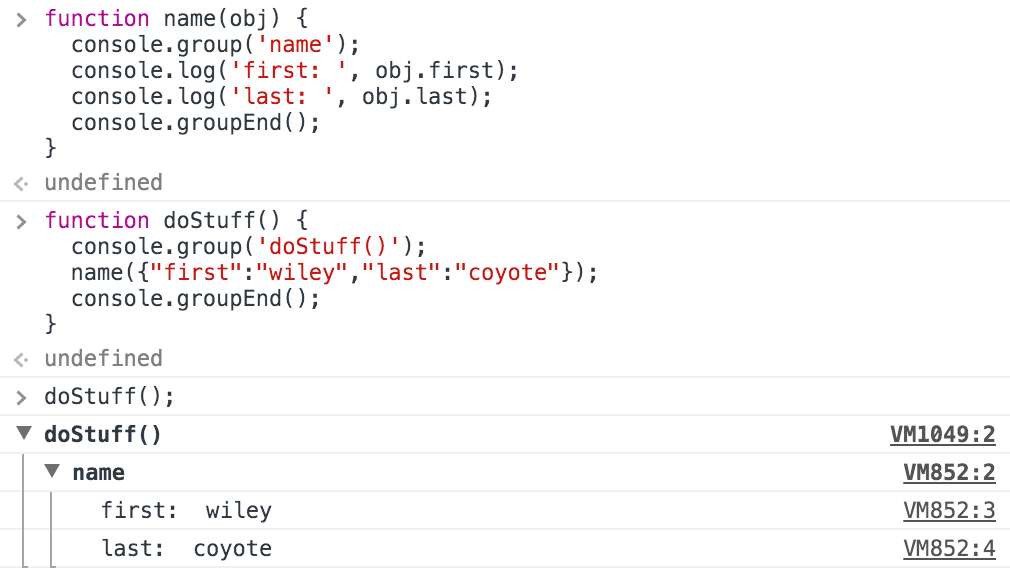 > function name(obj) {
  console.group('name');
  console.log('first: ', obj.first);
  console.log('last: ', obj.last);
  console.groupEnd();
}
undefined
> function doStuff() {
  console.group('doStuff()');
  name({"first":"wiley","last":"coyote"});
  console.groupEnd();
}
undefined
> doStuff();
doStuff() VM1049:2
name VM852:2
first:  wiley VM852:3
last:  coyote VM852:4